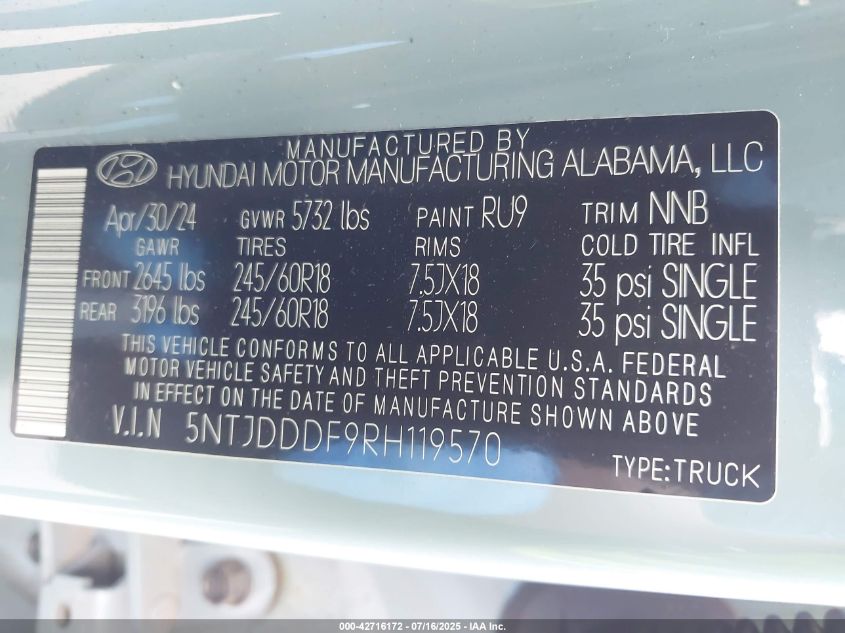 MANUFACTURED BY
HYUNDAI MOTOR MANUFACTURING ALABAMA, LLC
Apr/30/24 GVWR 5732 lbs PAINT RU9 TRIM NNB
GAWR TIRES RIMS COLD TIRE INFL
FRONT 2645 lbs 245/60R18 7.5JX18 35 psi SINGLE
REAR 3196 lbs 245/60R18 7.5JX18 35 psi SINGLE
THIS VEHICLE CONFORMS TO ALL APPLICABLE U.S.A. FEDERAL
MOTOR VEHICLE SAFETY AND THEFT PREVENTION STANDARDS
IN EFFECT ON THE DATE OF MANUFACTURE SHOWN ABOVE
V.I.N 5NTJDDDF9RH119570
TYPE:TRUCK
000-42716172 - 07/16/2025 - IAA Inc.